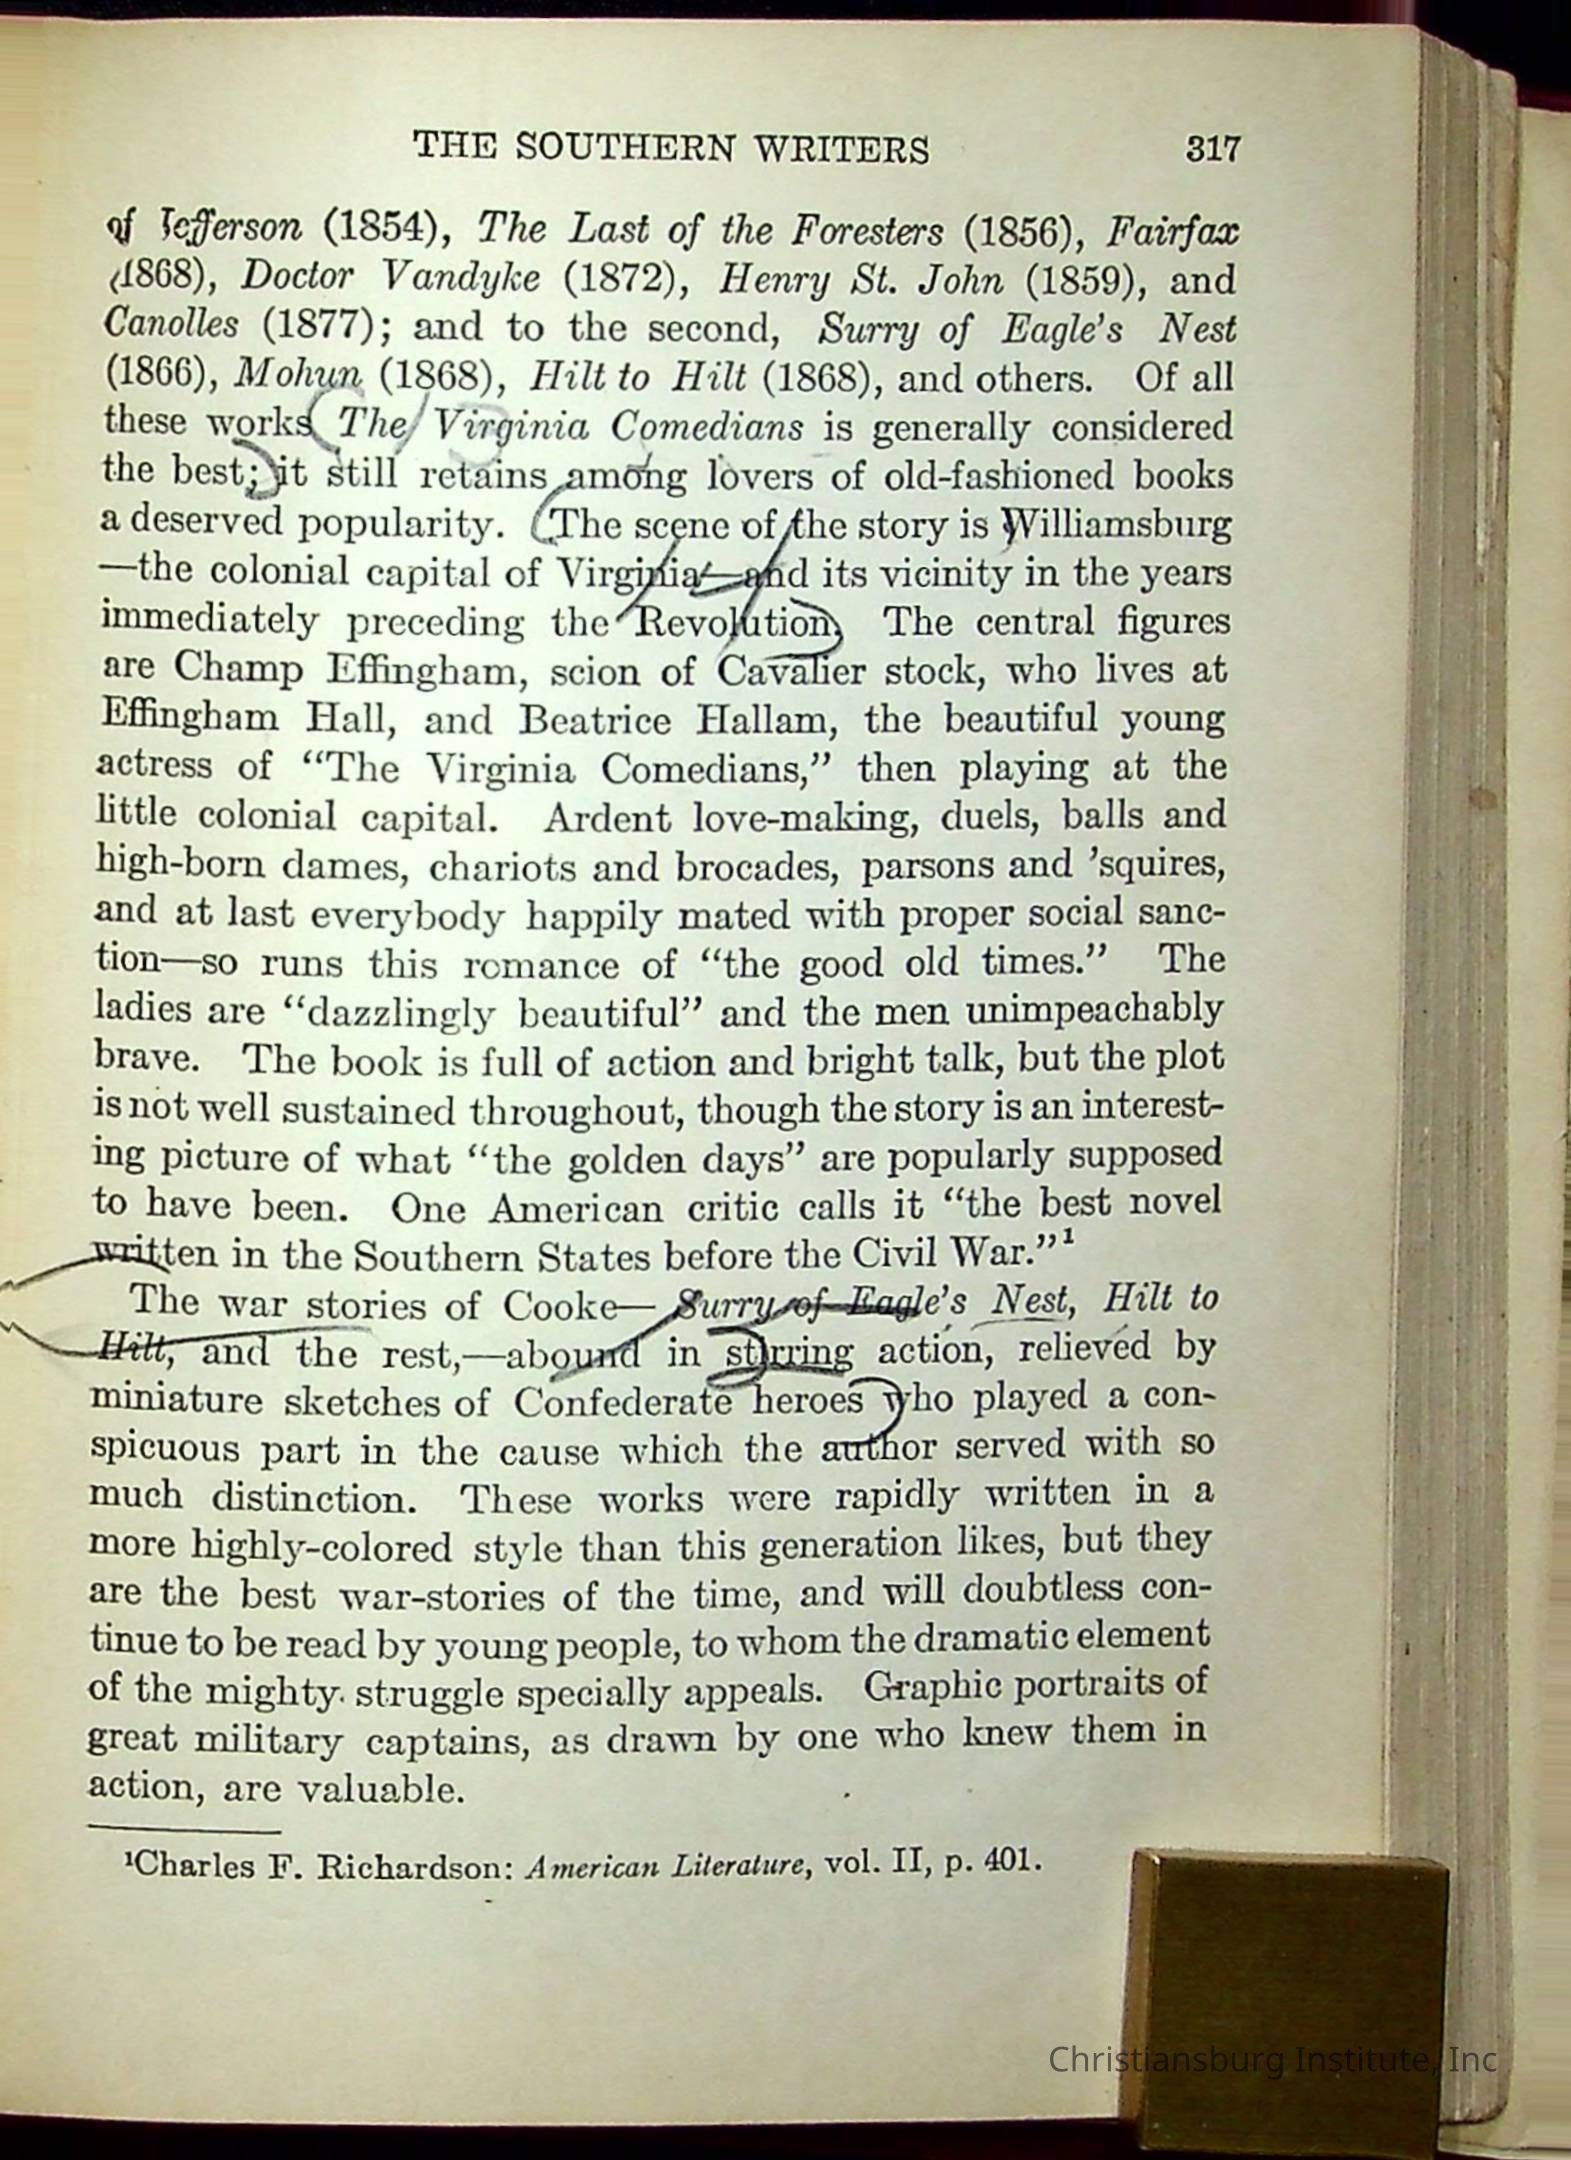 THE SOUTHERN WRITERS 317
of Jefferson (1854), The Last of the Foresters (1856), Fairfax
(1868), Doctor Vandyke (1872), Henry St. John (1859), and
Canolles (1877); and to the second, Surry of Eagle's Nest
(1866), Mohun (1868), Hilt to Hilt (1868), and others. Of all
these works The Virginia Comedians is generally considered
the best; it still retains among lovers of old-fashioned books
a deserved popularity. The scene of the story is Williamsburg
—the colonial capital of Virginia—and its vicinity in the years
immediately preceding the Revolution. The central figures
are Champ Effingham, scion of Cavalier stock, who lives at
Effingham Hall, and Beatrice Hallam, the beautiful young
actress of “The Virginia Comedians,” then playing at the
little colonial capital. Ardent love-making, duels, balls and
high-born dames, chariots and brocades, parsons and ’squires,
and at last everybody happily mated with proper social sanc-
tion—so runs this romance of “the good old times.” The
ladies are “dazzlingly beautiful” and the men unimpeachably
brave. The book is full of action and bright talk, but the plot
is not well sustained throughout, though the story is an interest-
ing picture of what “the golden days” are popularly supposed
to have been. One American critic calls it “the best novel
written in the Southern States before the Civil War.”¹
The war stories of Cooke—Surry of Eagle's Nest, Hilt to
Hilt, and the rest,—abound in stirring action, relieved by
miniature sketches of Confederate heroes who played a con-
spicuous part in the cause which the author served with so
much distinction. These works were rapidly written in a
more highly-colored style than this generation likes, but they
are the best war-stories of the time, and will doubtless con-
tinue to be read by young people, to whom the dramatic element
of the mighty struggle specially appeals. Graphic portraits of
great military captains, as drawn by one who knew them in
action, are valuable.
¹Charles F. Richardson: American Literature, vol. II, p. 401.
Christiansburg Institute, Inc